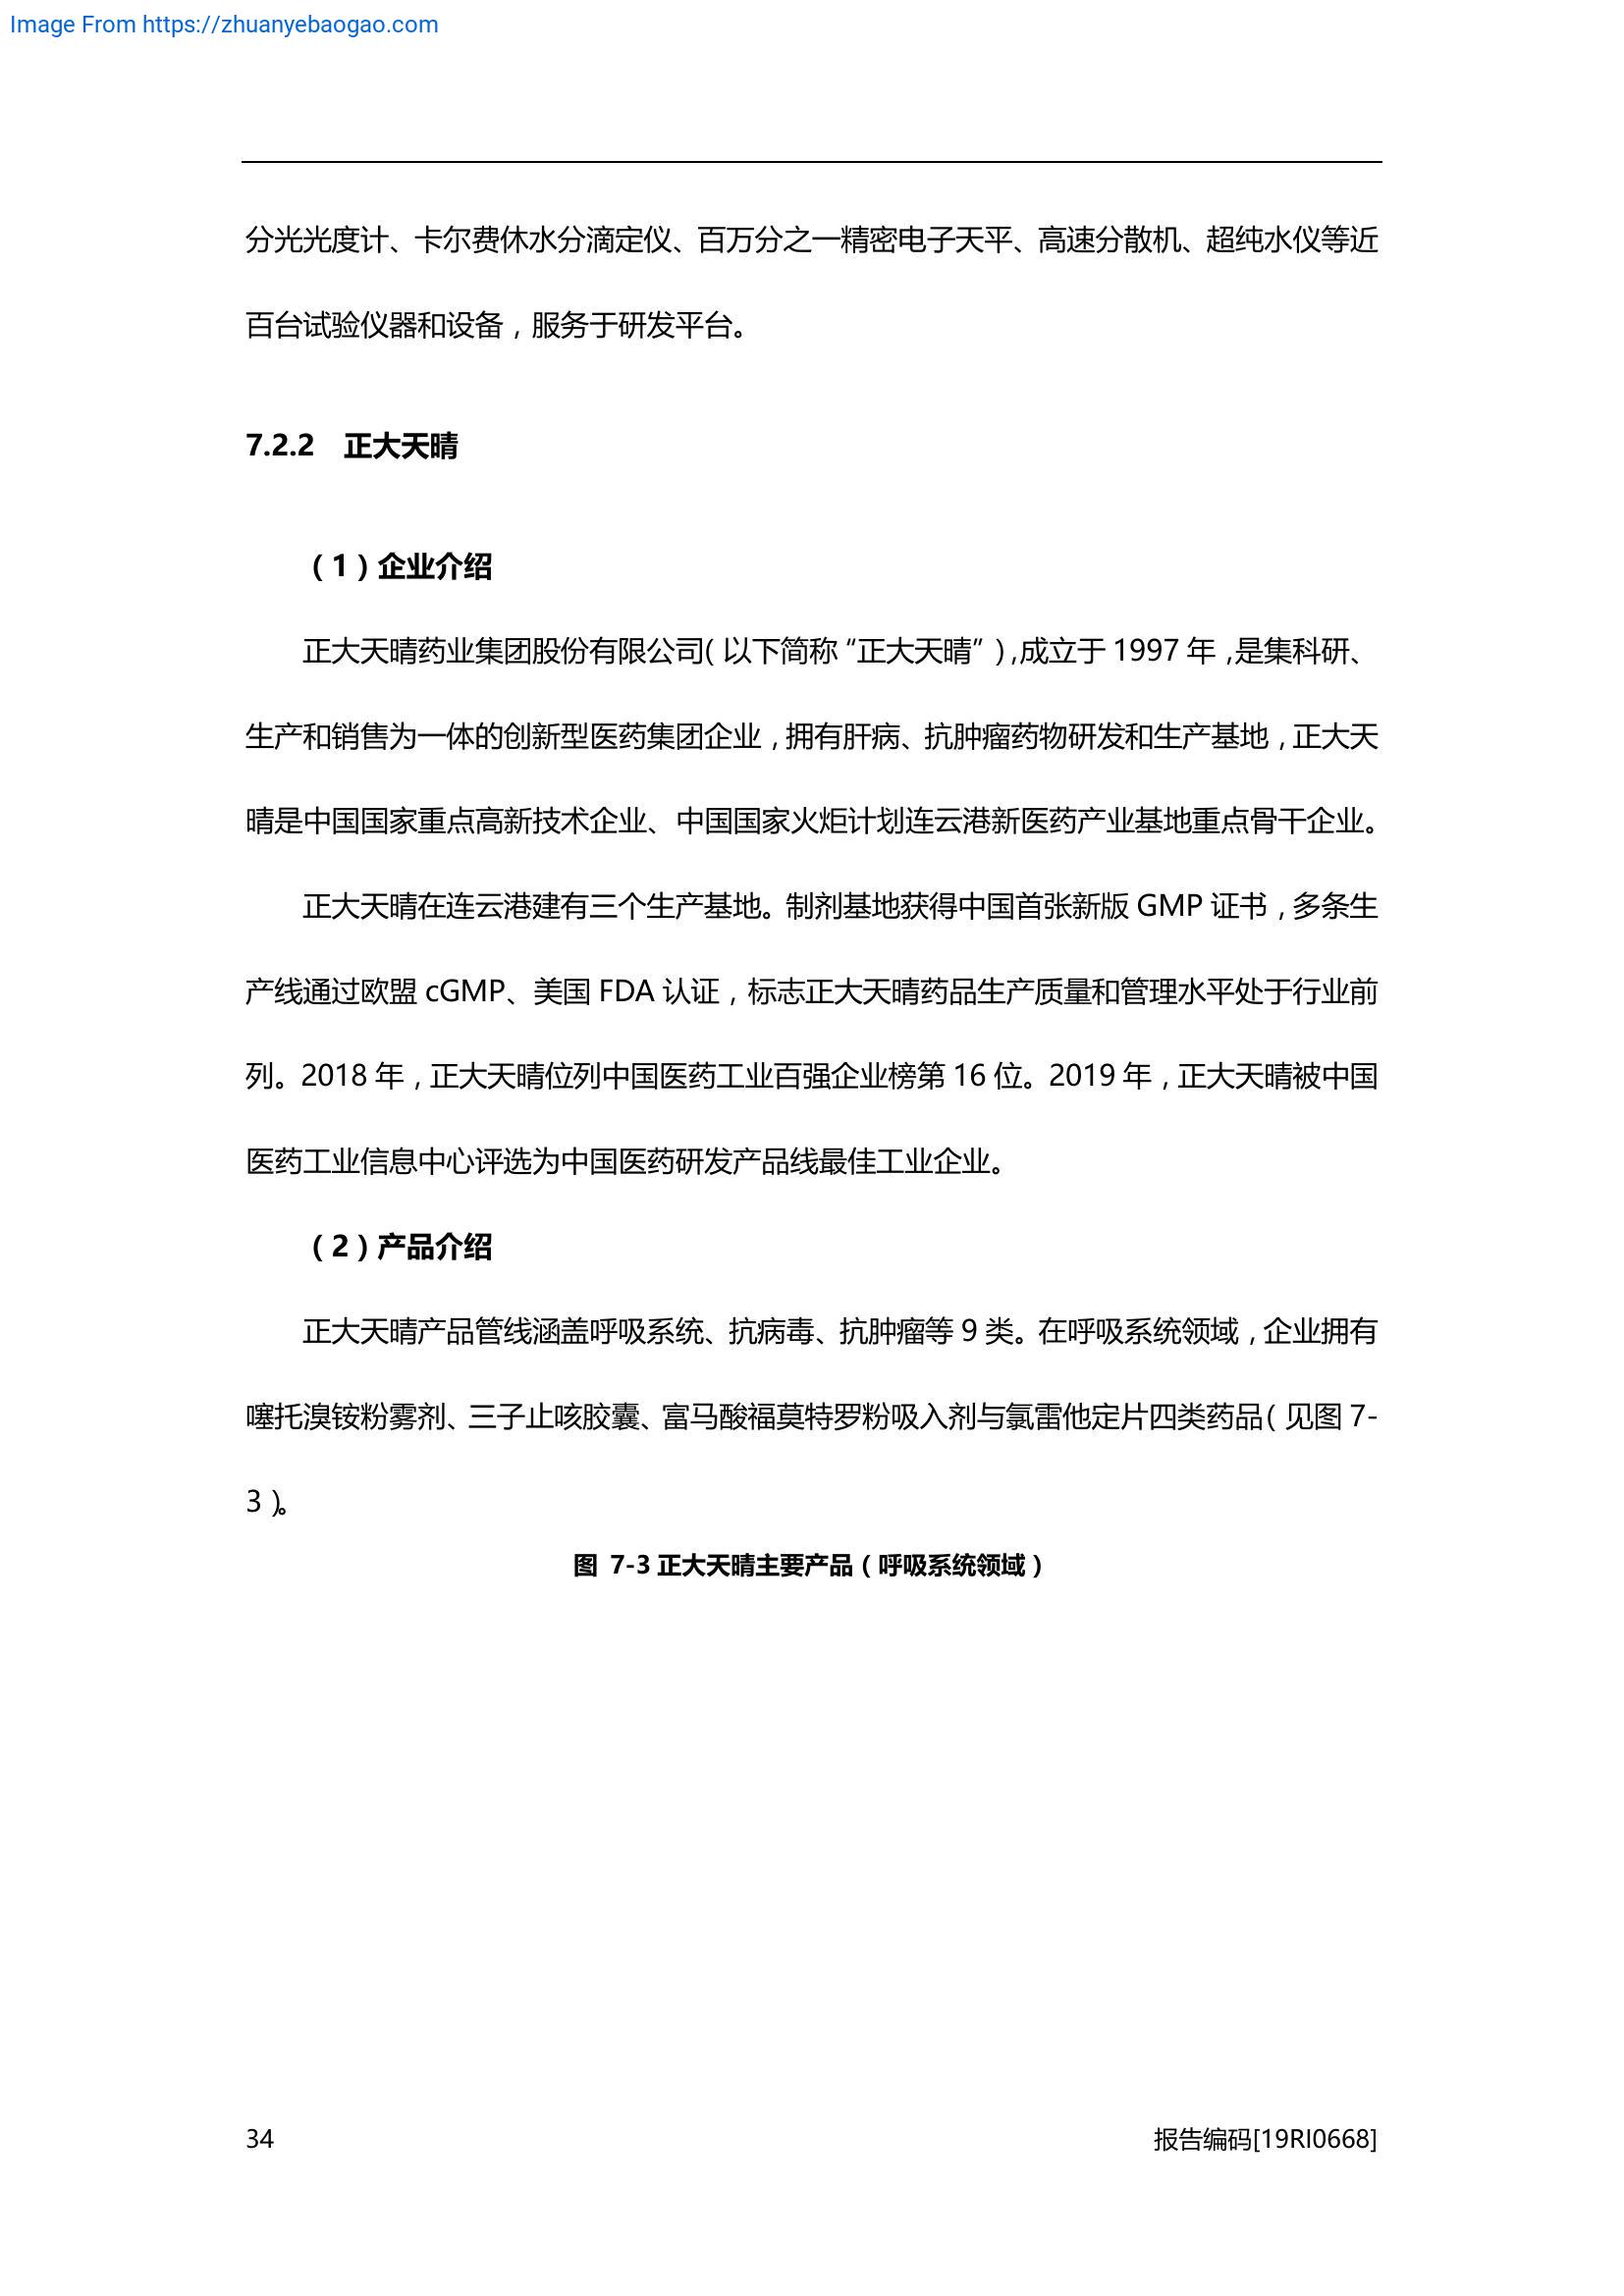 Image From https://zhuanyebaogao.com
分光光度计、卡尔费休水分滴定仪、百万分之一精密电子天平、高速分散机、超纯水仪等近
百台试验仪器和设备，服务于研发平台。
7.2.2 正大天晴
（1）企业介绍
正大天晴药业集团股份有限公司（以下简称“正大天晴”），成立于 1997 年，是集科研、
生产和销售为一体的创新型医药集团企业，拥有肝病、抗肿瘤药物研发和生产基地，正大天
晴是中国国家重点高新技术企业、中国国家火炬计划连云港新医药产业基地重点骨干企业。
正大天晴在连云港建有三个生产基地。制剂基地获得中国首张新版 GMP 证书，多条生
产线通过欧盟 cGMP、美国 FDA 认证，标志正大天晴药品生产质量和管理水平处于行业前
列。2018 年，正大天晴位列中国医药工业百强企业榜第 16 位。2019 年，正大天晴被中国
医药工业信息中心评选为中国医药研发产品线最佳工业企业。
（2）产品介绍
正大天晴产品管线涵盖呼吸系统、抗病毒、抗肿瘤等 9 类。在呼吸系统领域，企业拥有
噻托溴铵粉雾剂、三子止咳胶囊、富马酸福莫特罗粉吸入剂与氯雷他定片四类药品（见图 7-
3）。
图 7-3 正大天晴主要产品（呼吸系统领域）
34 报告编码[19RI0668]